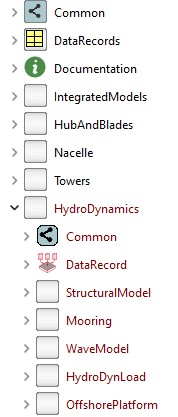 Common
DataRecords
Documentation
IntegratedModels
HubAndBlades
Nacelle
Towers
HydroDynamics
Common
DataRecord
StructuralModel
Mooring
WaveModel
HydroDynLoad
OffshorePlatform